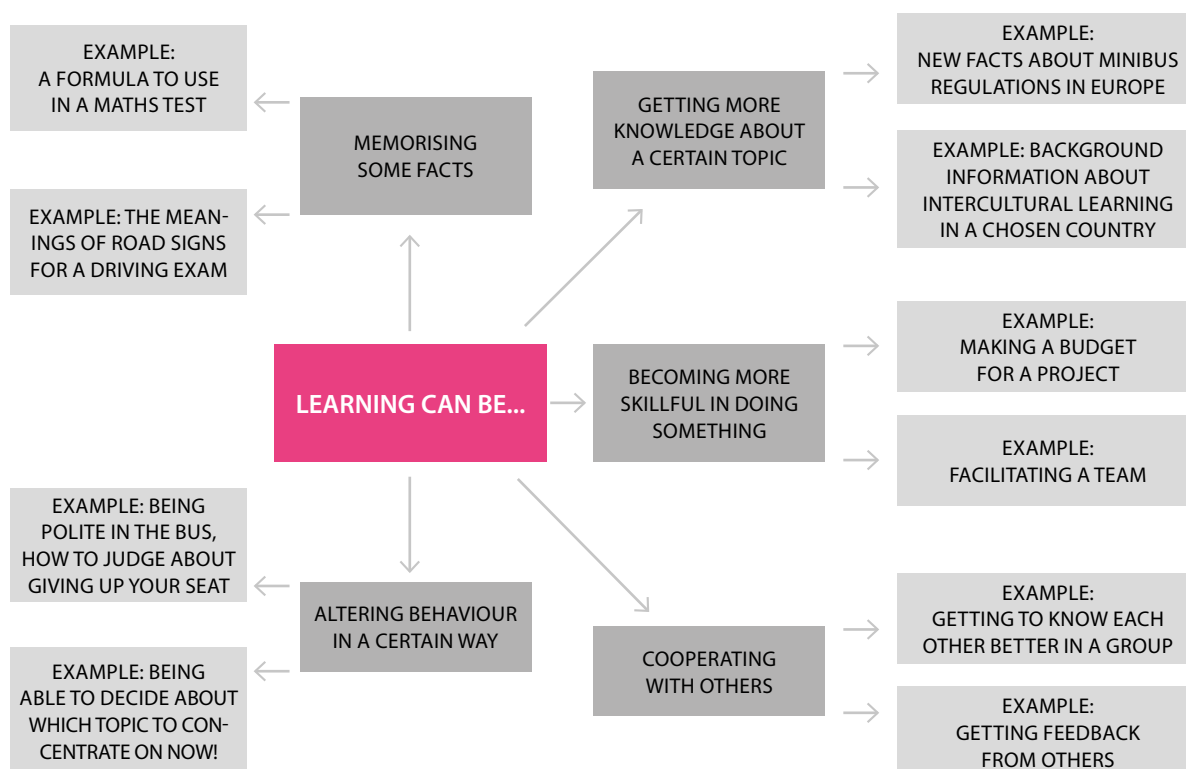 EXAMPLE:
A FORMULA TO USE
IN A MATHS TEST
EXAMPLE: THE MEAN-
INGS OF ROAD SIGNS
FOR A DRIVING EXAM
MEMORISING
SOME FACTS
GETTING MORE
KNOWLEDGE ABOUT
A CERTAIN TOPIC
EXAMPLE:
NEW FACTS ABOUT MINIBUS
REGULATIONS IN EUROPE
EXAMPLE: BACKGROUND
INFORMATION ABOUT
INTERCULTURAL LEARNING
IN A CHOSEN COUNTRY
LEARNING CAN BE...
BECOMING MORE
SKILLFUL IN DOING
SOMETHING
EXAMPLE:
MAKING A BUDGET
FOR A PROJECT
EXAMPLE:
FACILITATING A TEAM
EXAMPLE: BEING
POLITE IN THE BUS,
HOW TO JUDGE ABOUT
GIVING UP YOUR SEAT
EXAMPLE: BEING
ABLE TO DECIDE ABOUT
WHICH TOPIC TO CON-
CENTRATE ON NOW!
ALTERING BEHAVIOUR
IN A CERTAIN WAY
COOPERATING
WITH OTHERS
EXAMPLE:
GETTING TO KNOW EACH
OTHER BETTER IN A GROUP
EXAMPLE:
GETTING FEEDBACK
FROM OTHERS